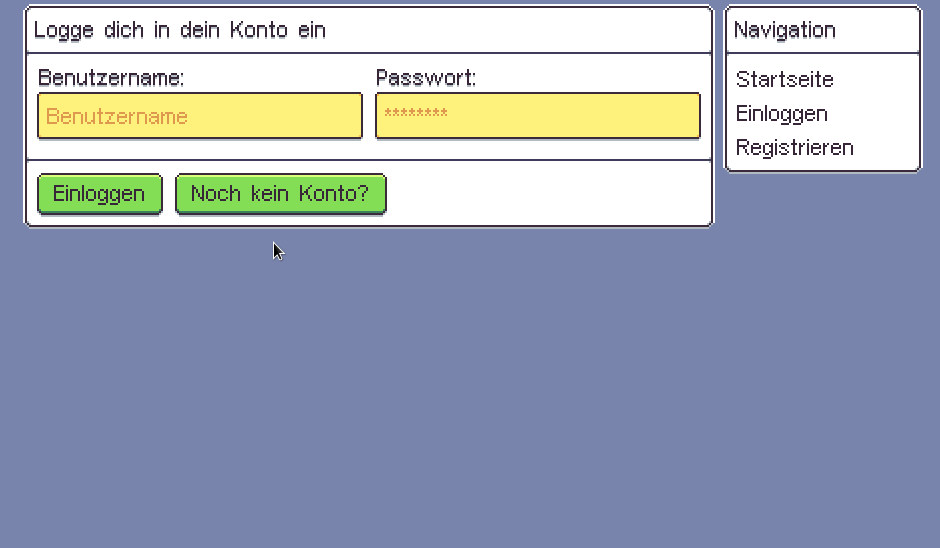 Logge dich in dein Konto ein
Benutzername:
Passwort:
Benutzername
********
Einloggen
Noch kein Konto?
Navigation
Startseite
Einloggen
Registrieren